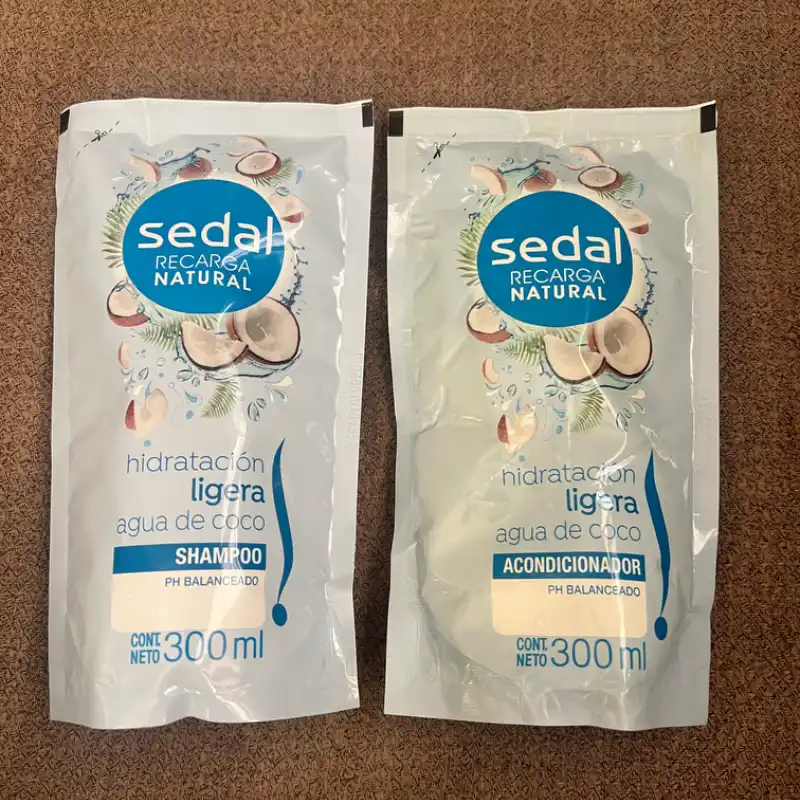 sedal
RECARGA
NATURAL
hidratación
ligera
agua de coco
SHAMPOO
PH BALANCEADO
CONT.
NETO 300 ml
sedal
RECARGA
NATURAL
hidratación
ligera
agua de coco
ACONDICIONADOR
PH BALANCEADO
CONT.
NETO 300 ml